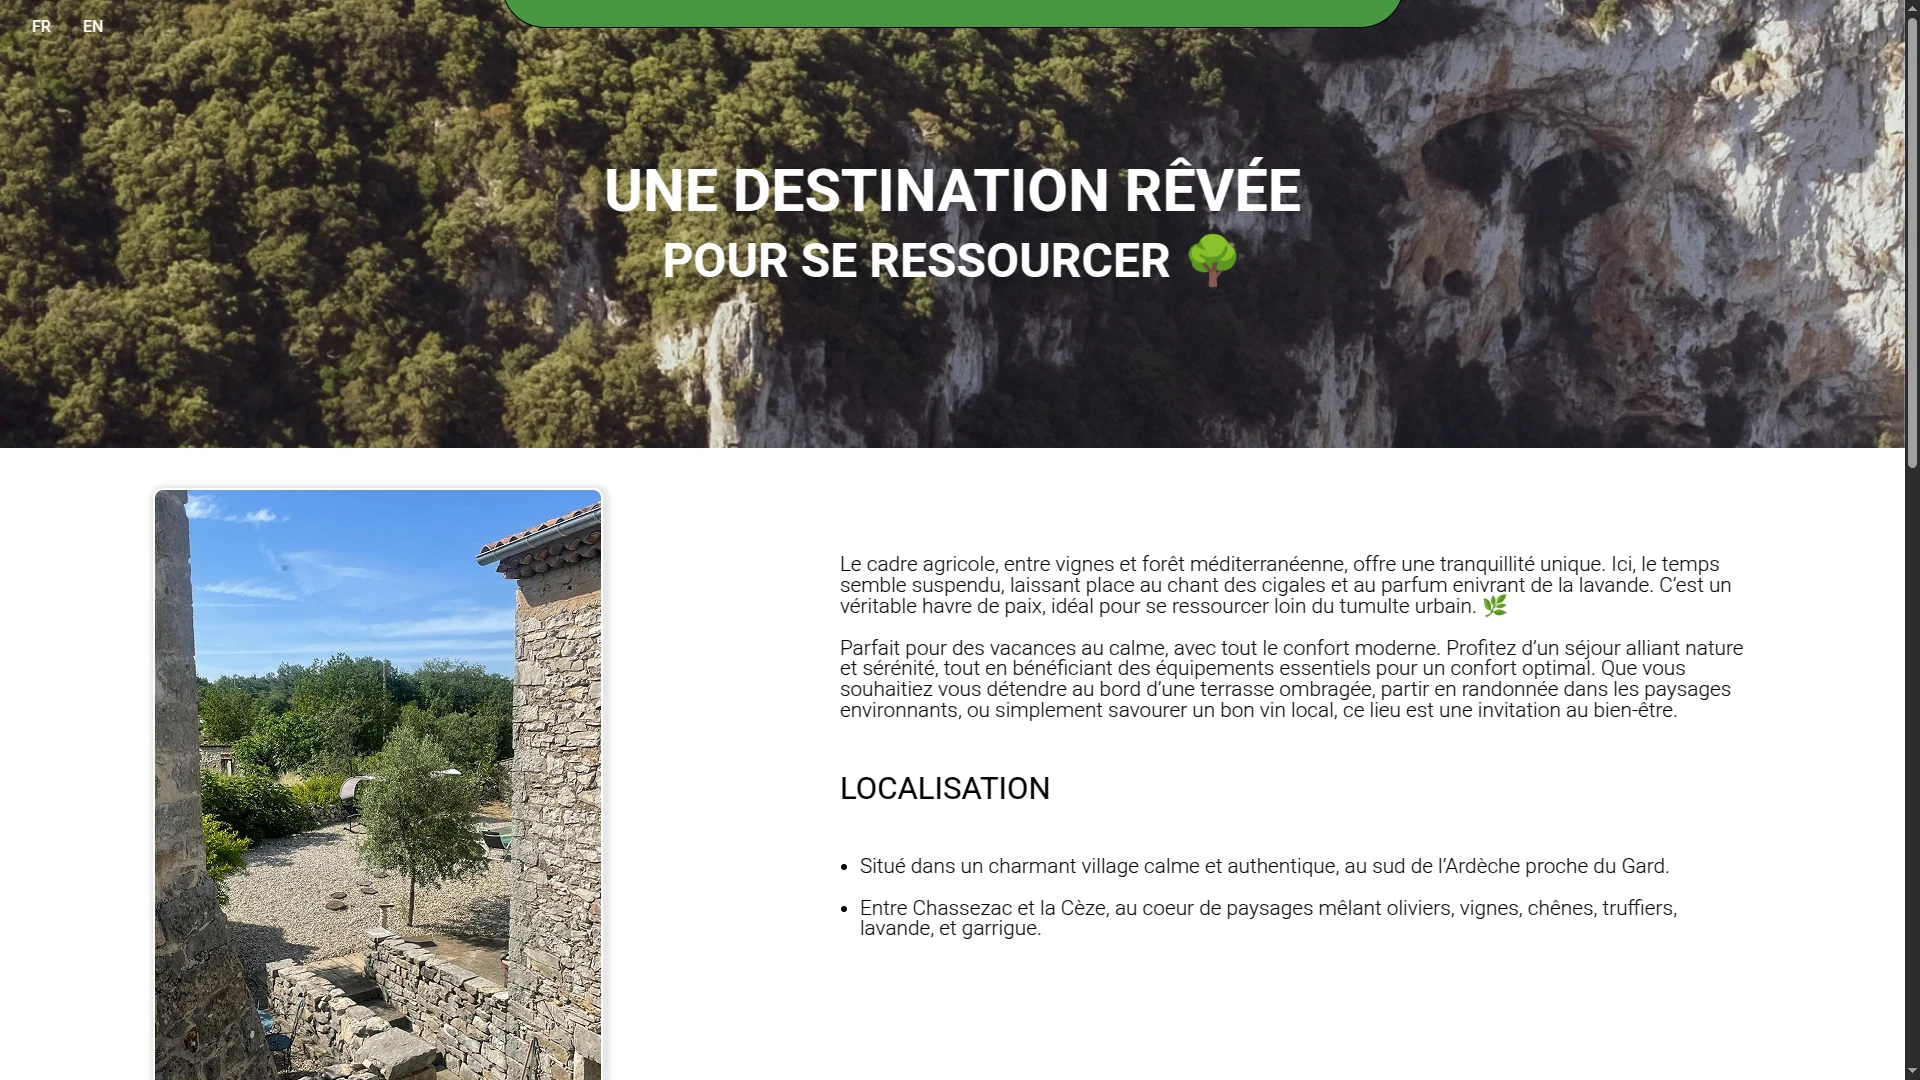 FR EN
UNE DESTINATION RÊVÉE
POUR SE RESSOURCER 🌳
Le cadre agricole, entre vignes et forêt méditerranéenne, offre une tranquillité unique. Ici, le temps
semble suspendu, laissant place au chant des cigales et au parfum enivrant de la lavande. C’est un
véritable havre de paix, idéal pour se ressourcer loin du tumulte urbain. 🌿
Parfait pour des vacances au calme, avec tout le confort moderne. Profitez d’un séjour alliant nature
et sérénité, tout en bénéficiant des équipements essentiels pour un confort optimal. Que vous
souhaitiez vous détendre au bord d’une terrasse ombragée, partir en randonnée dans les paysages
environnants, ou simplement savourer un bon vin local, ce lieu est une invitation au bien-être.
LOCALISATION
• Situé dans un charmant village calme et authentique, au sud de l’Ardèche proche du Gard.
• Entre Chassezac et la Cèze, au coeur de paysages mêlant oliviers, vignes, chênes, truffiers,
lavande, et garrigue.